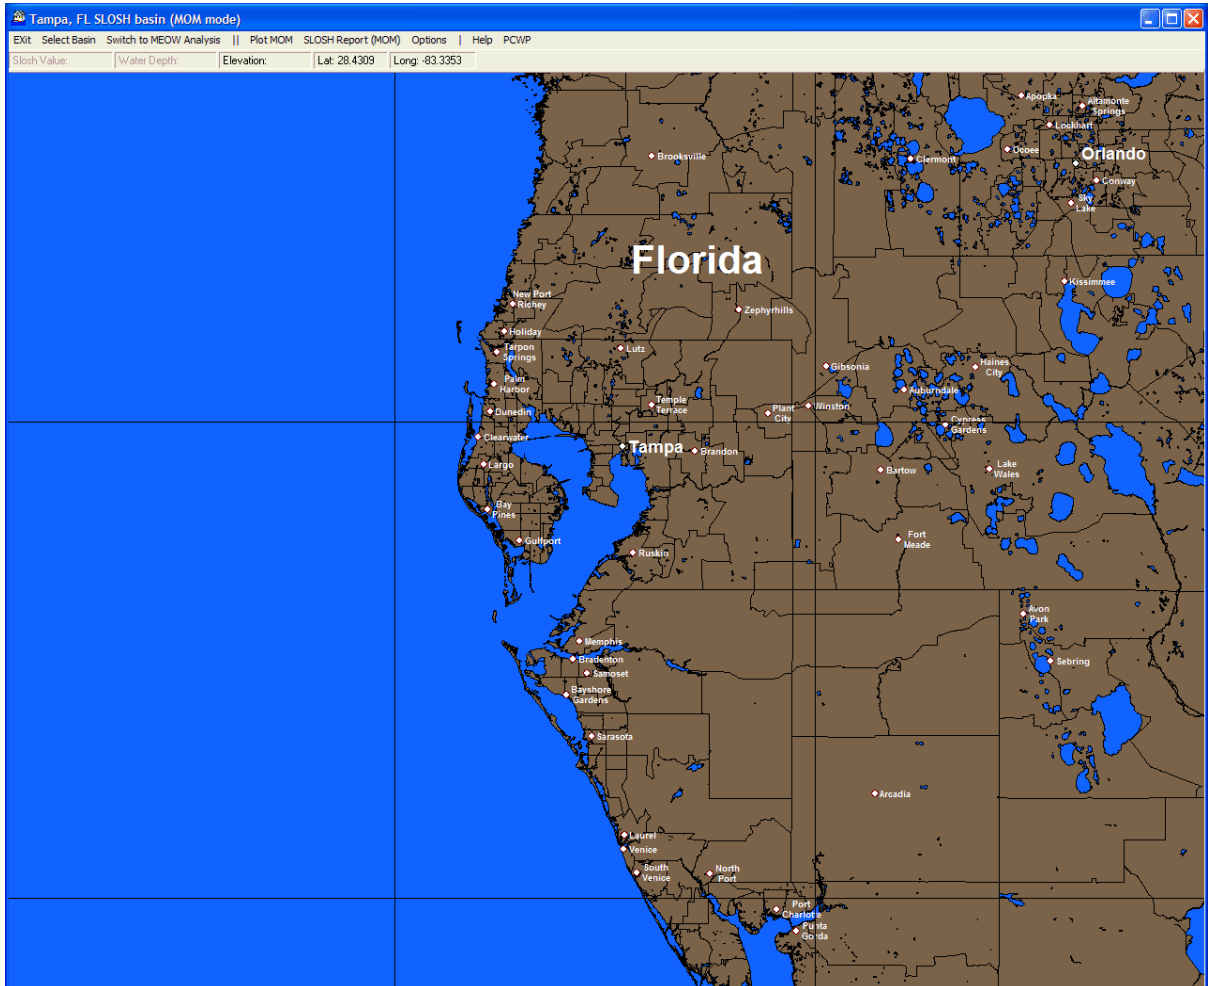 Tampa, FL SLOSH basin (MOM mode)
EXit Select Basin Switch to MEOW Analysis || Plot MOM SLOSH Report (MOM) Options | Help PCWP
Slosh Value: Water Depth: Elevation: Lat: 28.4309 Long: -83.3353
Apopka
Altamonte
Springs
Lockhart
Ocoee
Orlando
Brooksville
Clermont
Conway
Sky
Lake
Florida
Kissimmee
New Port
Richey
Zephyrhills
Holiday
Tarpon
Springs
Lutz
Gibsonia
Haines
City
Palm
Harbor
Auburndale
Dunedin
Temple
Terrace
Plant
City
Winston
Cypress
Gardens
Clearwater
Tampa
Brandon
Largo
Bartow
Lake
Wales
Bay
Pines
Gulfport
Fort
Meade
Ruskin
Avon
Park
Memphis
Bradenton
Sebring
Samoset
Bayshore
Gardens
Sarasota
Arcadia
Laurel
Venice
South
Venice
North
Port
Port
Charlotte
Punta
Gorda